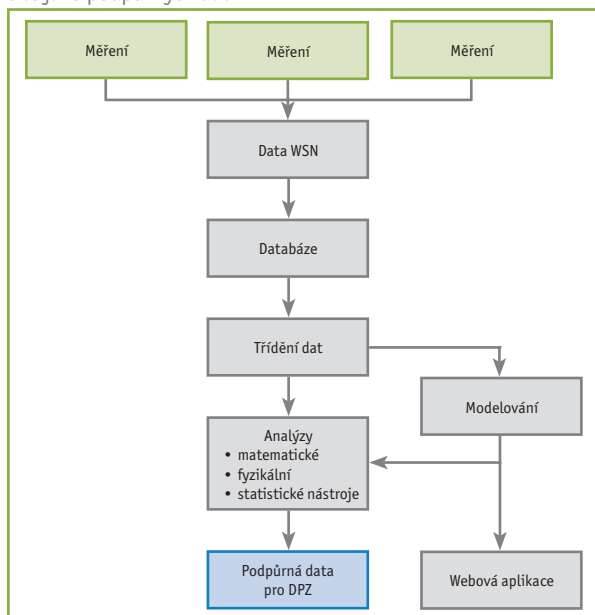 Měření
Měření
Měření
Data WSN
Databáze
Třídění dat
Modelování
Analýzy
• matematické
• fyzikální
• statistické nástroje
Podpůrná data
pro DPZ
Webová aplikace